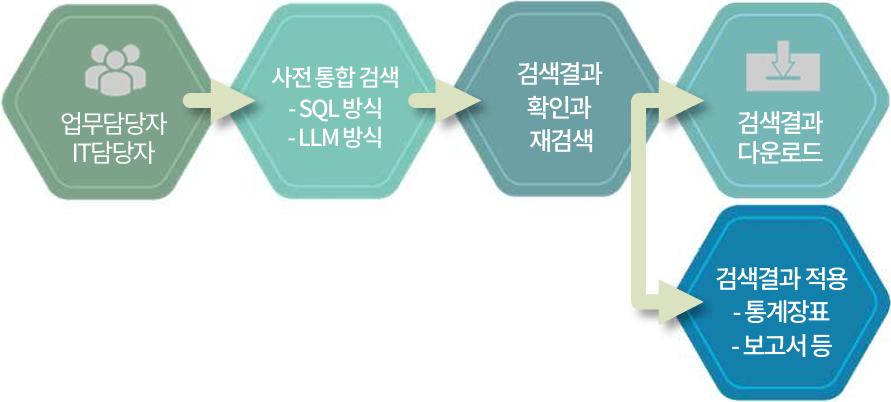 업무담당자
IT담당자
사전 통합 검색
- SQL 방식
- LLM 방식
검색결과
확인과
재검색
검색결과
다운로드
검색결과 적용
- 통계장표
- 보고서 등